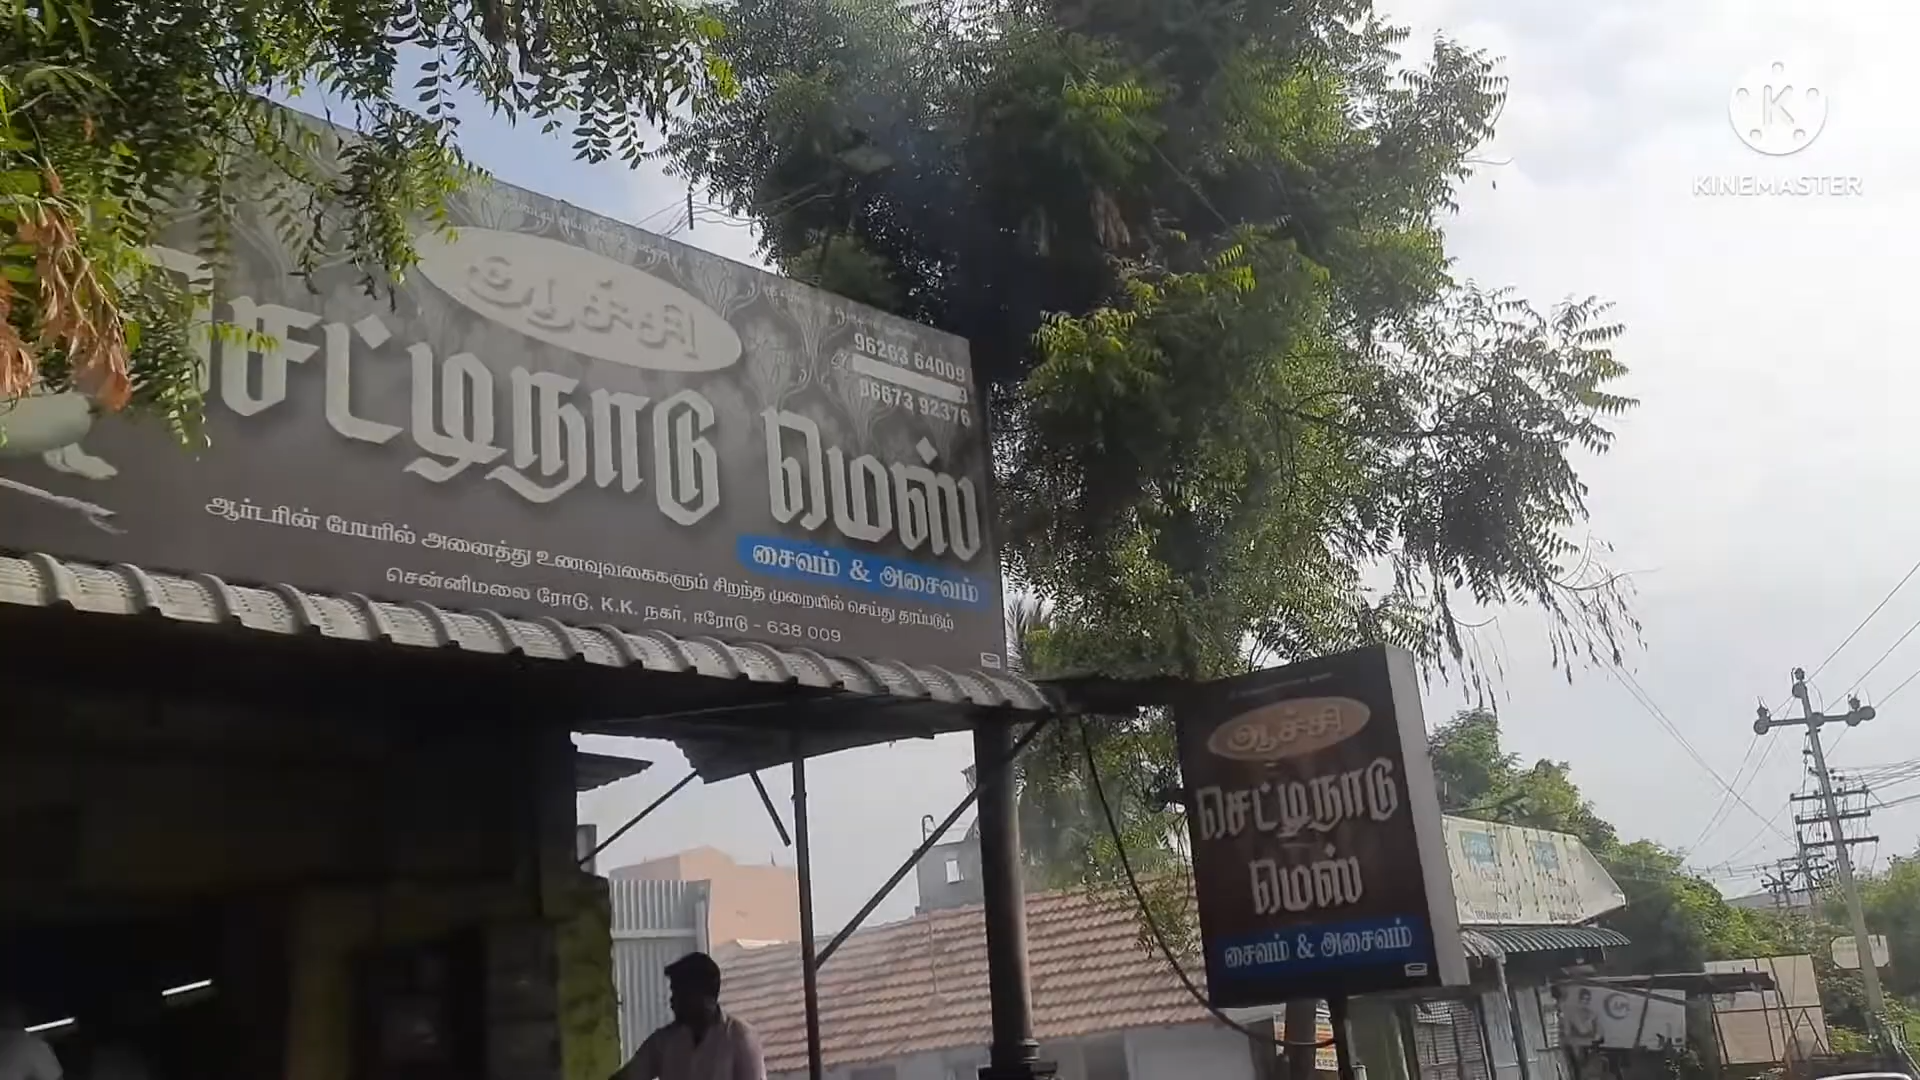 ஆச்சி
செட்டிநாடு மெஸ்
96263 64009
96673 92376
சைவம் & அசைவம்
ஆர்டரின் பேயரில் அனைத்து உணவுவகைகளும் சிறந்த முறையில் செய்து தரப்படும்
சென்னிமலை ரோடு, K.K. நகர், ஈரோடு - 638 009
ஆச்சி
செட்டிநாடு
மெஸ்
சைவம் & அசைவம்
K
KINEMASTER